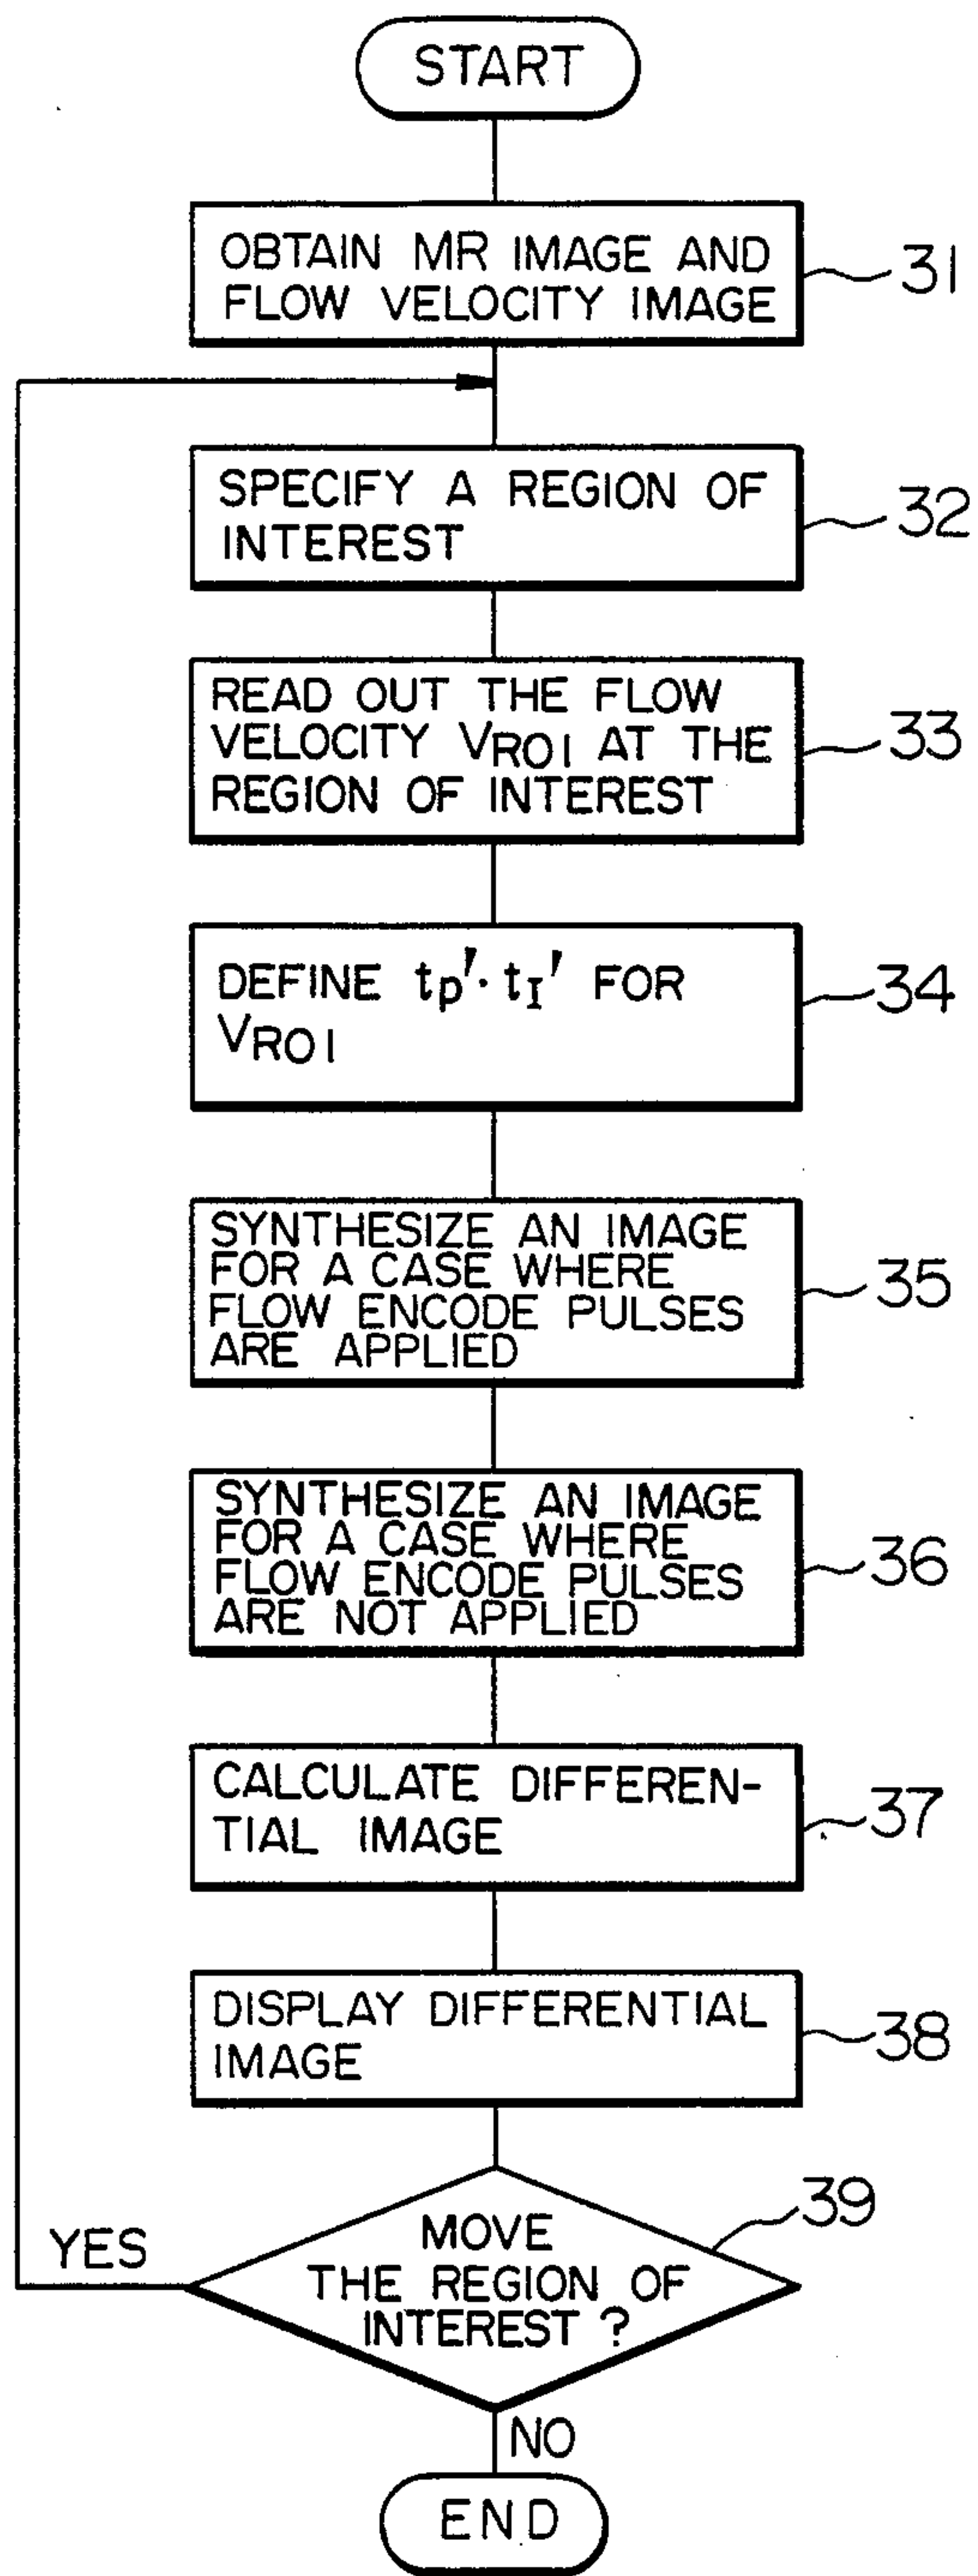 START
OBTAIN MR IMAGE AND
FLOW VELOCITY IMAGE
31
SPECIFY A REGION OF
INTEREST
32
READ OUT THE FLOW
VELOCITY VROI AT THE
REGION OF INTEREST
33
DEFINE tp'· tI' FOR
VROI
34
SYNTHESIZE AN IMAGE
FOR A CASE WHERE
FLOW ENCODE PULSES
ARE APPLIED
35
SYNTHESIZE AN IMAGE
FOR A CASE WHERE
FLOW ENCODE PULSES
ARE NOT APPLIED
36
CALCULATE DIFFEREN-
TIAL IMAGE
37
DISPLAY DIFFERENTIAL
IMAGE
38
MOVE
THE REGION OF
INTEREST ?
39
YES
NO
END